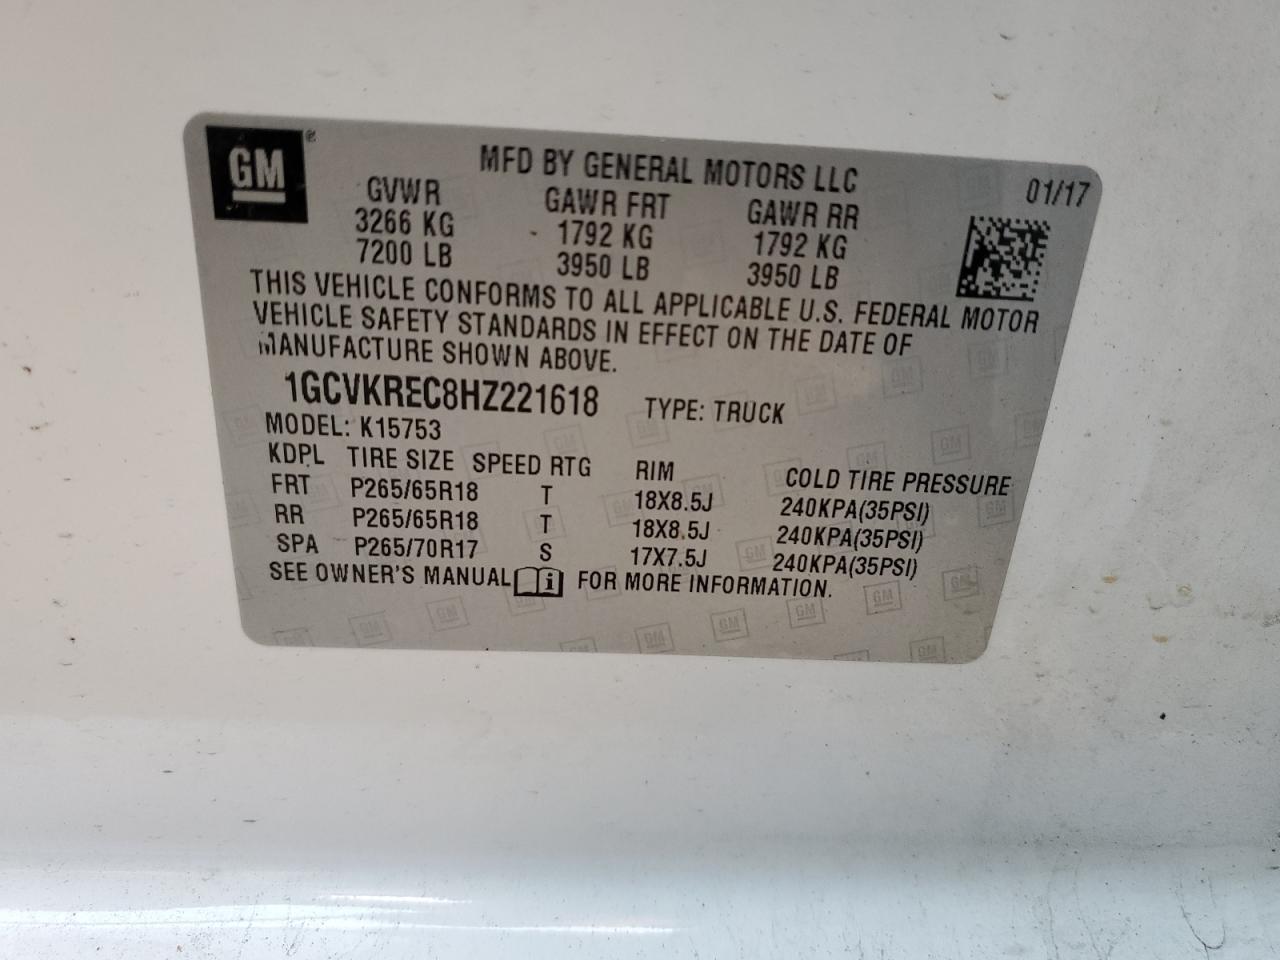 GM®
MFD BY GENERAL MOTORS LLC 01/17
GVWR GAWR FRT GAWR RR
3266 KG 1792 KG 1792 KG
7200 LB 3950 LB 3950 LB
THIS VEHICLE CONFORMS TO ALL APPLICABLE U.S. FEDERAL MOTOR
VEHICLE SAFETY STANDARDS IN EFFECT ON THE DATE OF
MANUFACTURE SHOWN ABOVE.
1GCVKREC8HZ221618 TYPE: TRUCK
MODEL: K15753
KDPL TIRE SIZE SPEED RTG RIM COLD TIRE PRESSURE
FRT P265/65R18 T 18X8.5J 240KPA(35PSI)
RR P265/65R18 T 18X8.5J 240KPA(35PSI)
SPA P265/70R17 S 17X7.5J 240KPA(35PSI)
SEE OWNER'S MANUAL i FOR MORE INFORMATION.